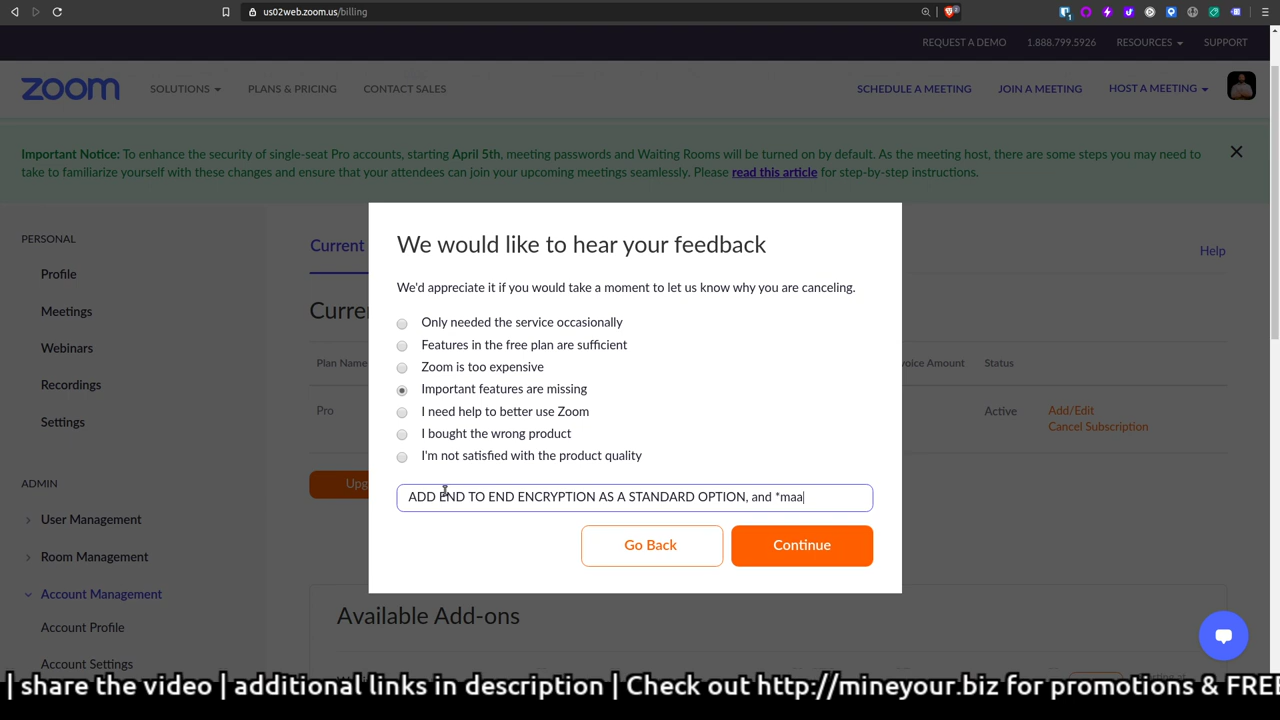 us02web.zoom.us/billing
REQUEST A DEMO 1.888.799.5926 RESOURCES SUPPORT
zoom SOLUTIONS PLANS & PRICING CONTACT SALES SCHEDULE A MEETING JOIN A MEETING HOST A MEETING
Important Notice: To enhance the security of single-seat Pro accounts, starting April 5th, meeting passwords and Waiting Rooms will be turned on by default. As the meeting host, there are some steps you may need to
take to familiarize yourself with these changes and ensure that your attendees can join your upcoming meetings seamlessly. Please read this article for step-by-step instructions.
PERSONAL
Profile
Meetings
Webinars
Recordings
Settings
ADMIN
User Management
Room Management
Account Management
Account Profile
Account Settings
Current
Help
Curre
Plan Name
voice Amount Status
Pro
Active Add/Edit
Cancel Subscription
Upg
Available Add-ons
We would like to hear your feedback
We'd appreciate it if you would take a moment to let us know why you are canceling.
Only needed the service occasionally
Features in the free plan are sufficient
Zoom is too expensive
Important features are missing
I need help to better use Zoom
I bought the wrong product
I'm not satisfied with the product quality
ADD END TO END ENCRYPTION AS A STANDARD OPTION, and *maa
Go Back Continue
| share the video | additional links in description | Check out http://mineyour.biz for promotions & FREE